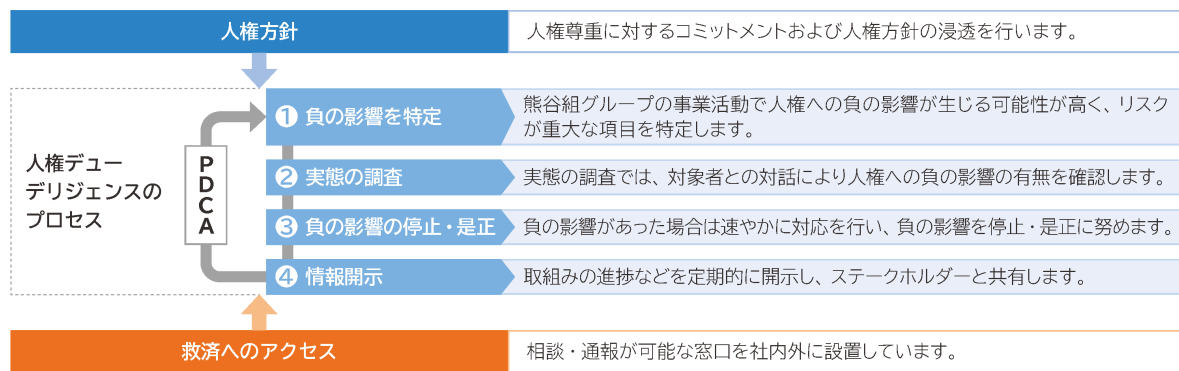 人権方針
人権尊重に対するコミットメントおよび人権方針の浸透を行います。
人権デュー
デリジェンスの
プロセス
PDCA
❶ 負の影響を特定
熊谷組グループの事業活動で人権への負の影響が生じる可能性が高く、リスク
が重大な項目を特定します。
❷ 実態の調査
実態の調査では、対象者との対話により人権への負の影響の有無を確認します。
❸ 負の影響の停止・是正
負の影響があった場合は速やかに対応を行い、負の影響を停止・是正に努めます。
❹ 情報開示
取組みの進捗などを定期的に開示し、ステークホルダーと共有します。
救済へのアクセス
相談・通報が可能な窓口を社内外に設置しています。